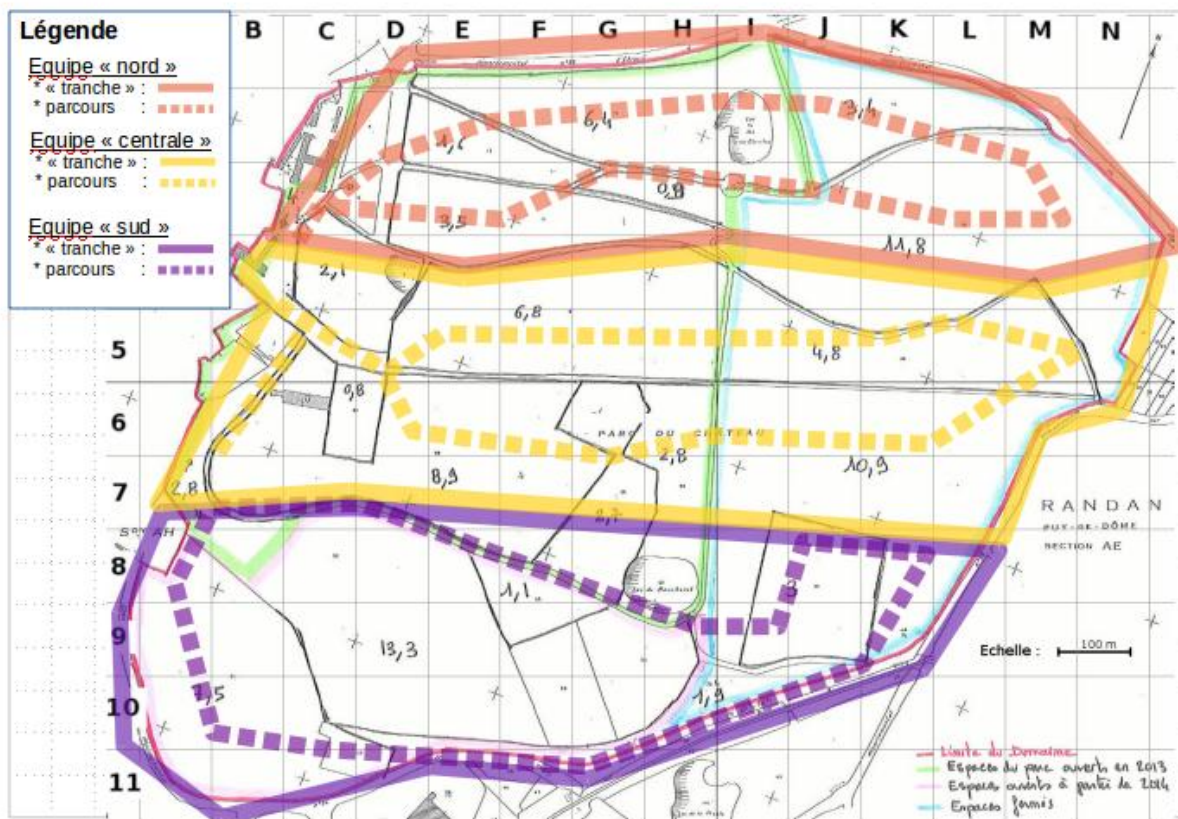 Légende
Equipe « nord »
* « tranche » :
* parcours :
Equipe « centrale »
* « tranche » :
* parcours :
Equipe « sud »
* « tranche » :
* parcours :
B C D E F G H I J K L M N
5
6
7
8
9
10
11
6,4
3,4
1,6
0,8
3,5
11,8
2,1
6,8
4,8
0,8
PARC DU CHATEAU
2,8
8,9
10,9
2,8
2,7
RANDAN
PUY-DE-DÔME
SECTION AE
1,1
3
13,3
Echelle : 100 m
7,5
1,9
Limite du Domaine
Espaces du parc ouverts en 2013
Espaces ouverts à partir de 2014
Espaces fermés